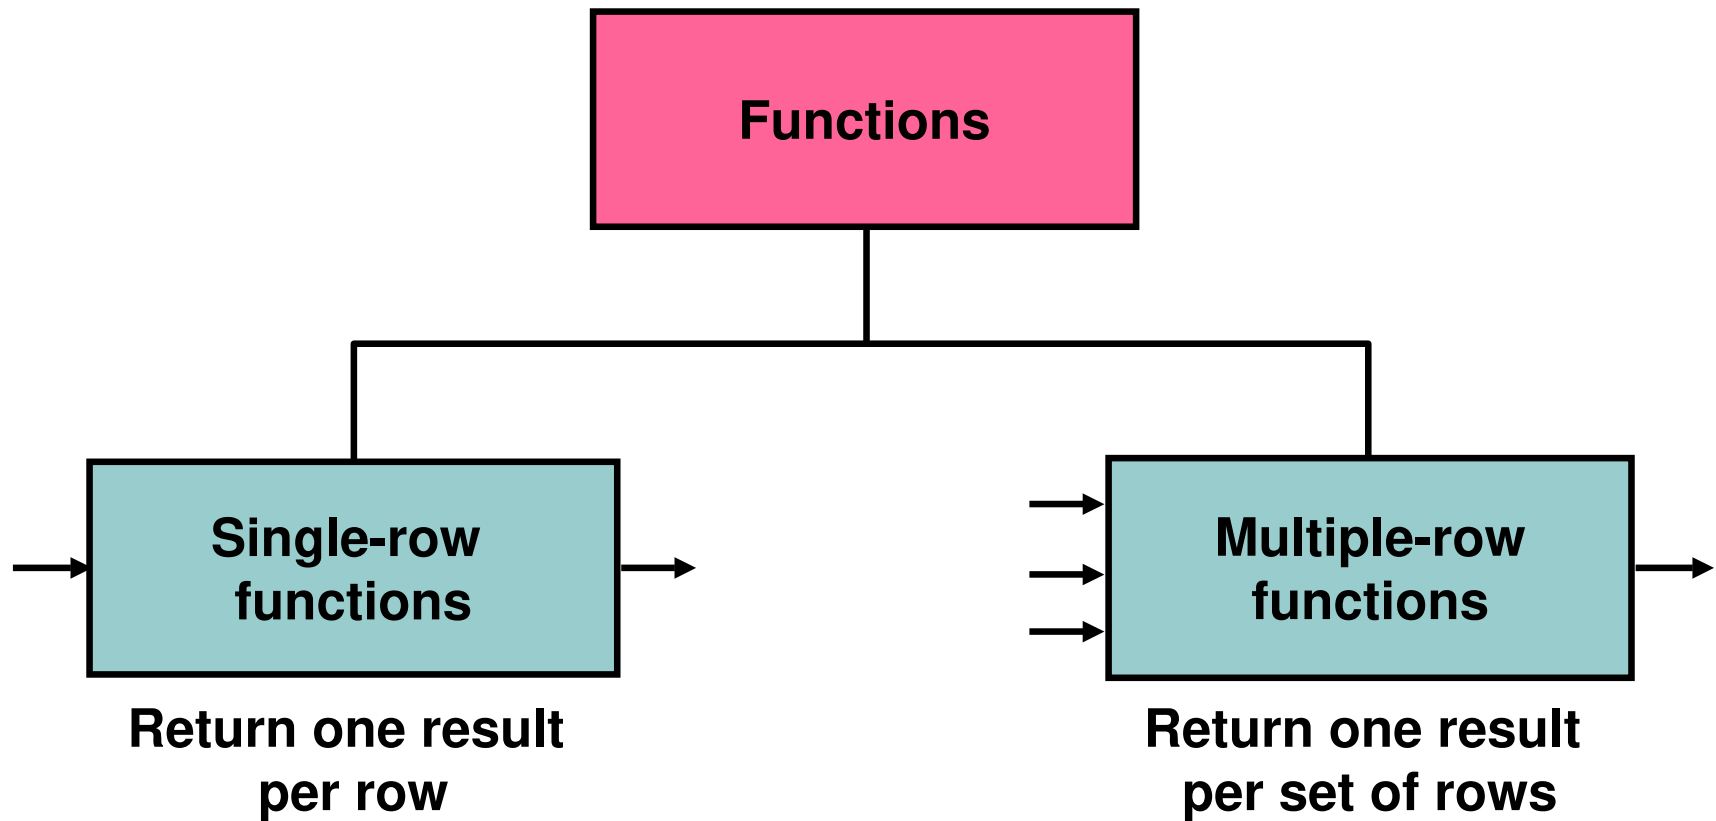 Functions
Single-row
functions
Return one result
per row
Multiple-row
functions
Return one result
per set of rows